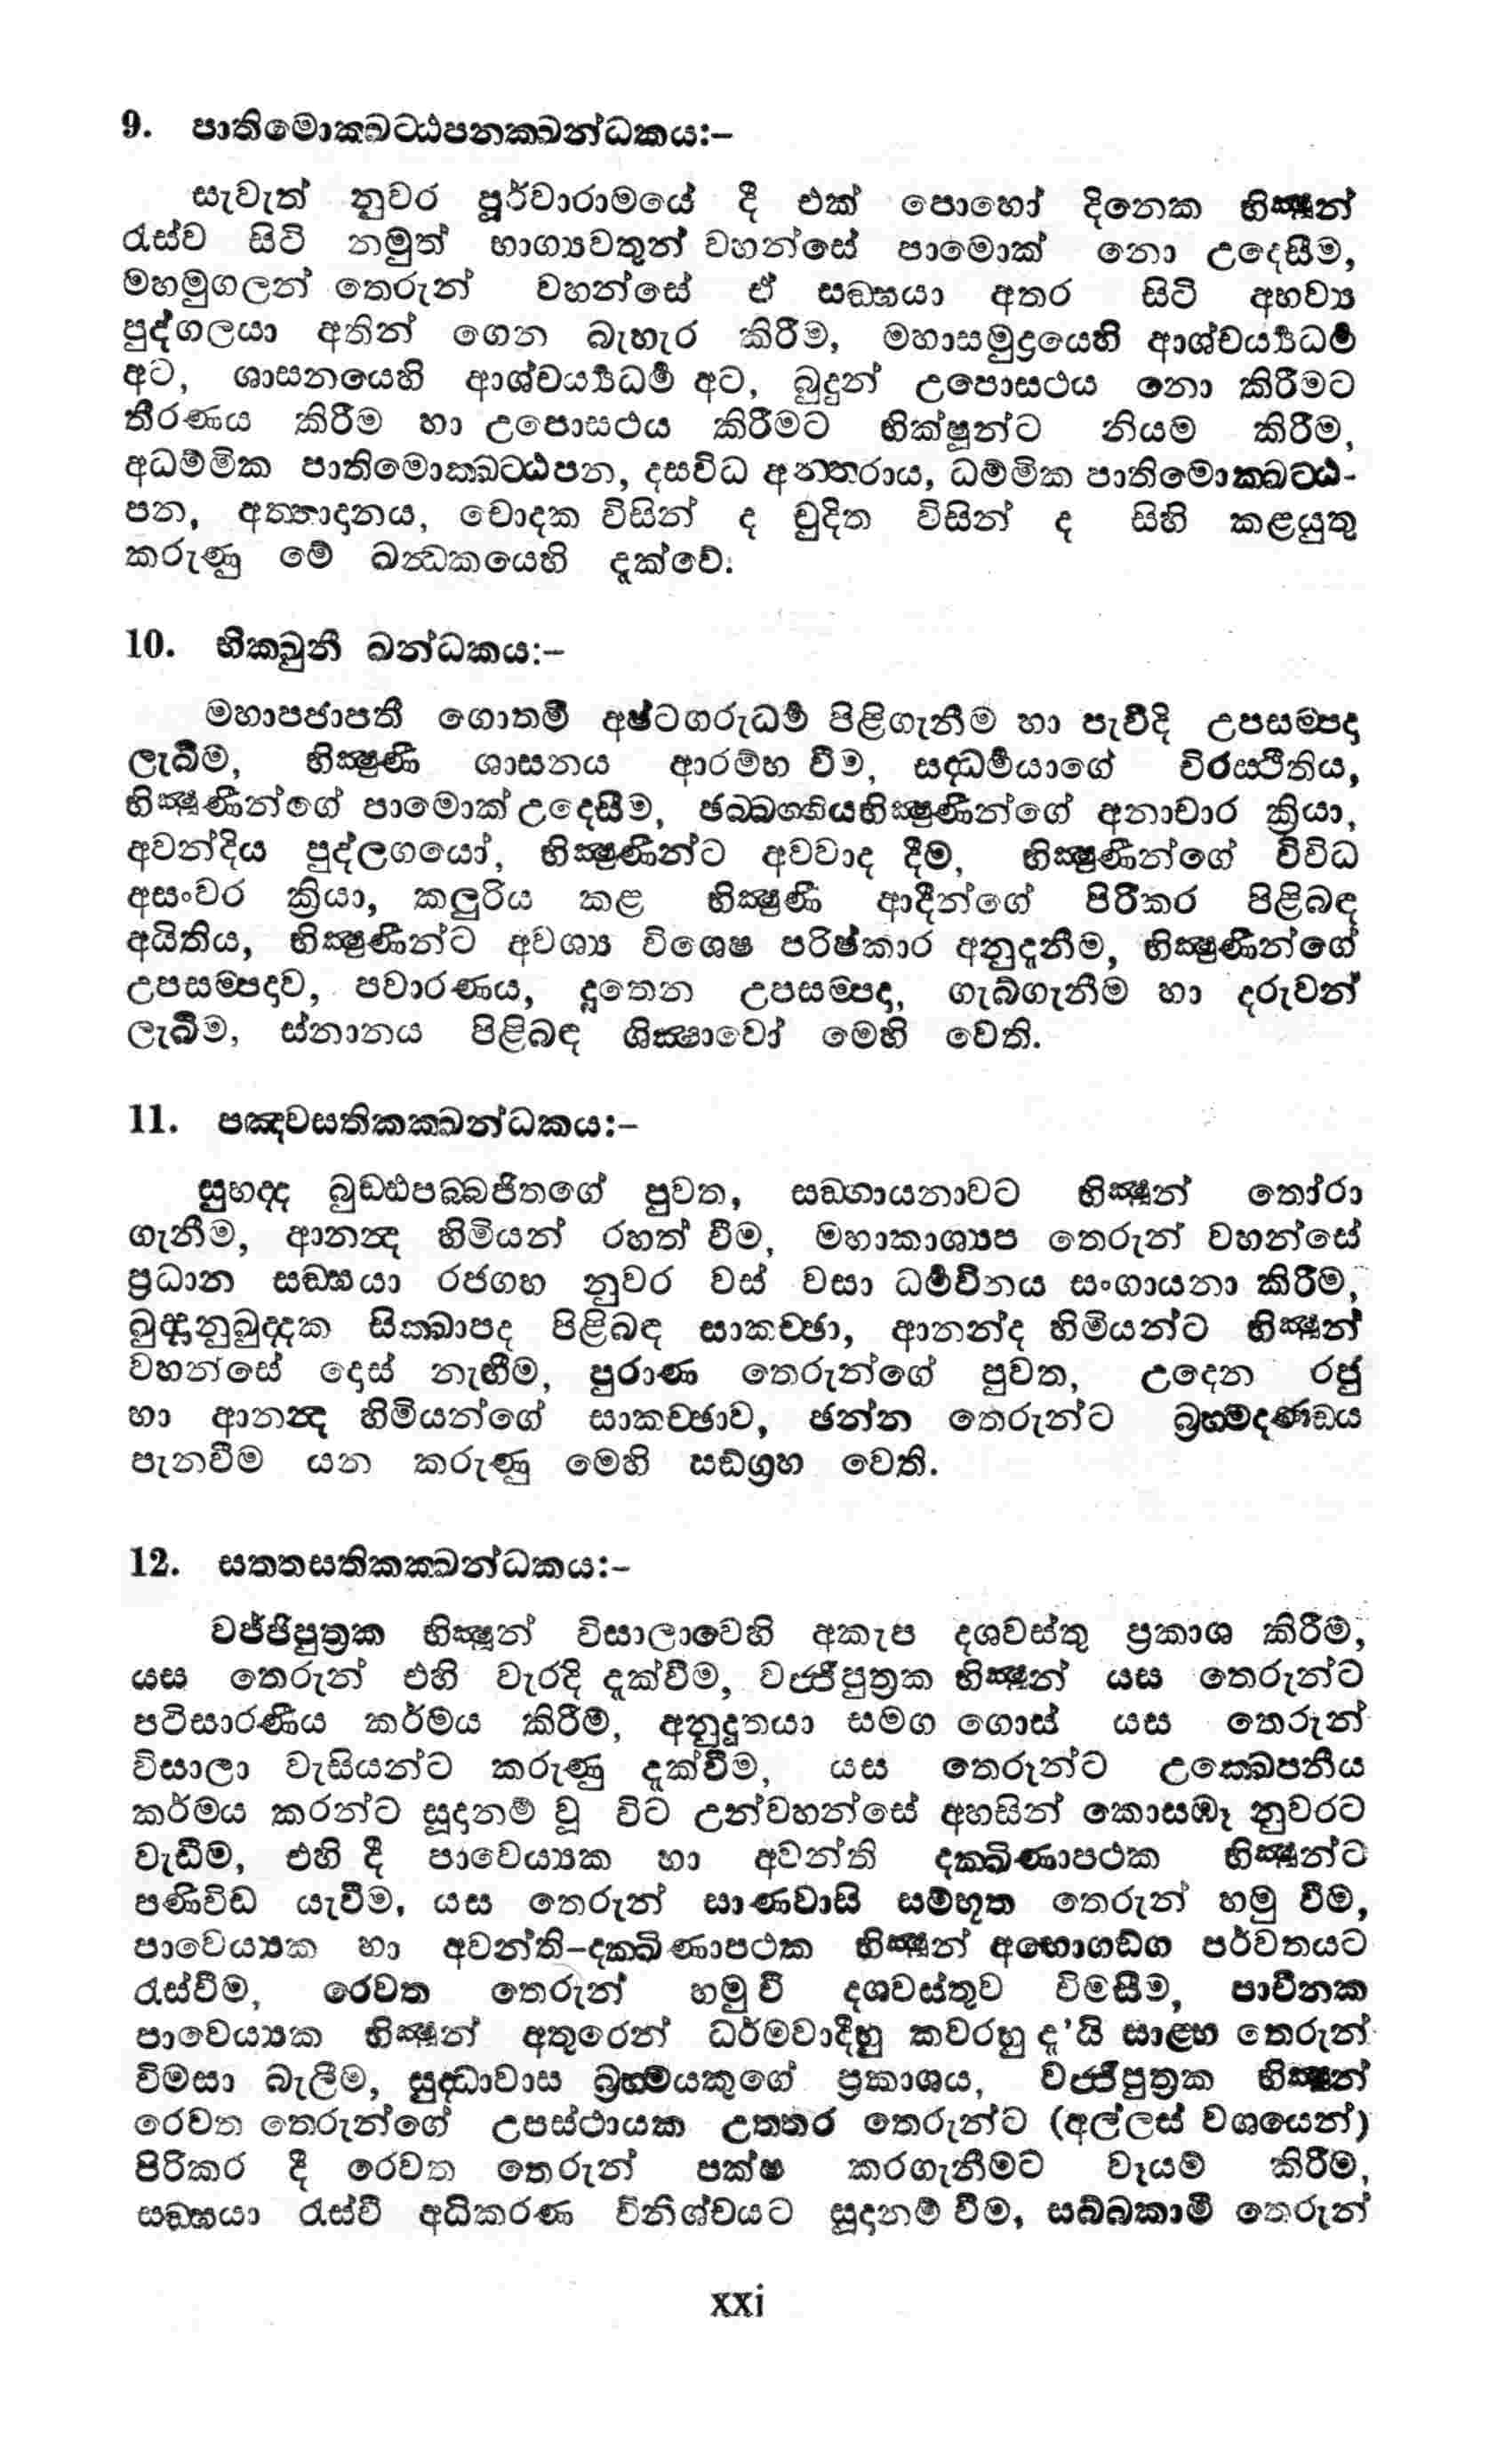 9. පාතිමොක්ඛට්ඨපනක්ඛන්ධකය:–
සැවැත් නුවර පූර්වාරාමයේ දී එක් පොහෝ දිනෙක භික්‍ෂූන්
රැස්ව සිටි නමුත් භාග්‍යවතුන් වහන්සේ පාමොක් නො උදෙසීම,
මහමුගලන් තෙරුන් වහන්සේ ඒ සඞ්ඝයා අතර සිටි අභව්‍ය
පුද්ගලයා අතින් ගෙන බැහැර කිරීම, මහාසමුද්‍රයෙහි ආශ්චර්‍ය්‍යධර්‍ම
අට, ශාසනයෙහි ආශ්චර්‍ය්‍යධර්‍ම අට, බුදුන් උපොසථය නො කිරීමට
තීරණය කිරීම හා උපොසථය කිරීමට භික්ෂූන්ට නියම කිරීම,
අධම්මික පාතිමොක්ඛට්ඨපන, දසවිධ අන්තරාය, ධම්මික පාතිමොක්ඛට්ඨ-
පන, අත්තාදානය, චොදක විසින් ද චුදිත විසින් ද සිහි කළයුතු
කරුණු මේ ඛන්‍ධකයෙහි දැක්වේ.
10. භික්ඛුනී ඛන්ධකය:–
මහාපජාපතී ගොතමී අෂ්ටගරුධර්‍ම පිළිගැනීම හා පැවිදි උපසම්පදා
ලැබීම, භික්‍ෂුණී ශාසනය ආරම්භ වීම, සද්ධර්‍මයාගේ චිරස්ථිතිය,
භික්‍ෂුණීන්ගේ පාමොක් උදෙසීම, ඡබ්බග්ගියභික්‍ෂුණීන්ගේ අනාචාර ක්‍රියා,
අවන්දිය පුද්ලගයෝ, භික්‍ෂුණීන්ට අවවාද දීම, භික්‍ෂුණීන්ගේ විවිධ
අසංවර ක්‍රියා, කලුරිය කළ භික්‍ෂුණී ආදීන්ගේ පිරිකර පිළිබඳ
අයිතිය, භික්‍ෂුණීන්ට අවශ්‍ය විශෙෂ පරිෂ්කාර අනුදැනීම, භික්‍ෂුණීන්ගේ
උපසම්පදාව, පවාරණය, දූතෙන උපසම්පදා, ගැබ්ගැනීම හා දරුවන්
ලැබීම, ස්නානය පිළිබඳ ශික්‍ෂාවෝ මෙහි වෙති.
11. පඤ්චසතිකක්ඛන්ධකය:–
සුභද්ද බුඩ්ඪපබ්බජිතගේ පුවත, සඞ්ගායනාවට භික්‍ෂූන් තෝරා
ගැනීම, ආනන්‍ද හිමියන් රහත් වීම, මහාකාශ්‍යප තෙරුන් වහන්සේ
ප්‍රධාන සඞ්ඝයා රජගහ නුවර වස් වසා ධර්‍මවිනය සංගායනා කිරීම,
ඛුද්දානුඛුද්දක සික්ඛාපද පිළිබඳ සාකච්ඡා, ආනන්ද හිමියන්ට භික්‍ෂූන්
වහන්සේ දොස් නැඟීම, පුරාණ තෙරුන්ගේ පුවත, උදෙන රජු
හා ආනන්‍ද හිමියන්ගේ සාකච්ඡාව, ඡන්න තෙරුන්ට බ්‍රහ්මදණ්ඩය
පැනවීම යන කරුණු මෙහි සඞ්ග්‍රහ වෙති.
12. සත්තසතිකක්ඛන්ධකය:–
වජ්ජිපුත්‍රක භික්‍ෂූන් විසාලාවෙහි අකැප දශවස්තු ප්‍රකාශ කිරීම,
යස තෙරුන් එහි වැරදි දැක්වීම, වජ්ජිපුත්‍රක භික්‍ෂූන් යස තෙරුන්ට
පටිසාරණීය කර්මය කිරීම, අනුදූතයා සමග ගොස් යස තෙරුන්
විසාලා වැසියන්ට කරුණු දැක්වීම, යස තෙරුන්ට උක්ඛෙපනීය
කර්මය කරන්ට සූදානම් වූ විට උන්වහන්සේ අහසින් කොසඹෑ නුවරට
වැඩීම, එහි දී පාවෙය්‍යක හා අවන්ති දක්ඛිණාපථක භික්‍ෂූන්ට
පණිවිඩ යැවීම, යස තෙරුන් සාණවාසි සම්භූත තෙරුන් හමු වීම,
පාවෙය්‍යක හා අවන්ති–දක්ඛිණාපථක භික්‍ෂූන් අභොගඞ්ග පර්වතයට
රැස්වීම, රෙවත තෙරුන් හමු වී දශවස්තුව විමසීම, පාචීනක
පාවෙය්‍යක භික්‍ෂූන් අතුරෙන් ධර්මවාදීහු කවරහු දැ'යි සාළ්හ තෙරුන්
විමසා බැලීම, සුද්ධාවාස බ්‍රහ්මයකුගේ ප්‍රකාශය, වජ්ජිපුත්‍රක භික්‍ෂූන්
රෙවත තෙරුන්ගේ උපස්ථායක උත්තර තෙරුන්ට (අල්ලස් වශයෙන්)
පිරිකර දී රෙවත තෙරුන් පක්ෂ කරගැනීමට වෑයම් කිරීම,
සඞ්ඝයා රැස්වී අධිකරණ විනිශ්චයට සූදානම් වීම, සබ්බකාමී තෙරුන්
xxi